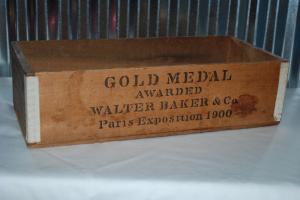 GOLD MEDAL
AWARDED
WALTER BAKER & Co.
Paris Exposition 1900